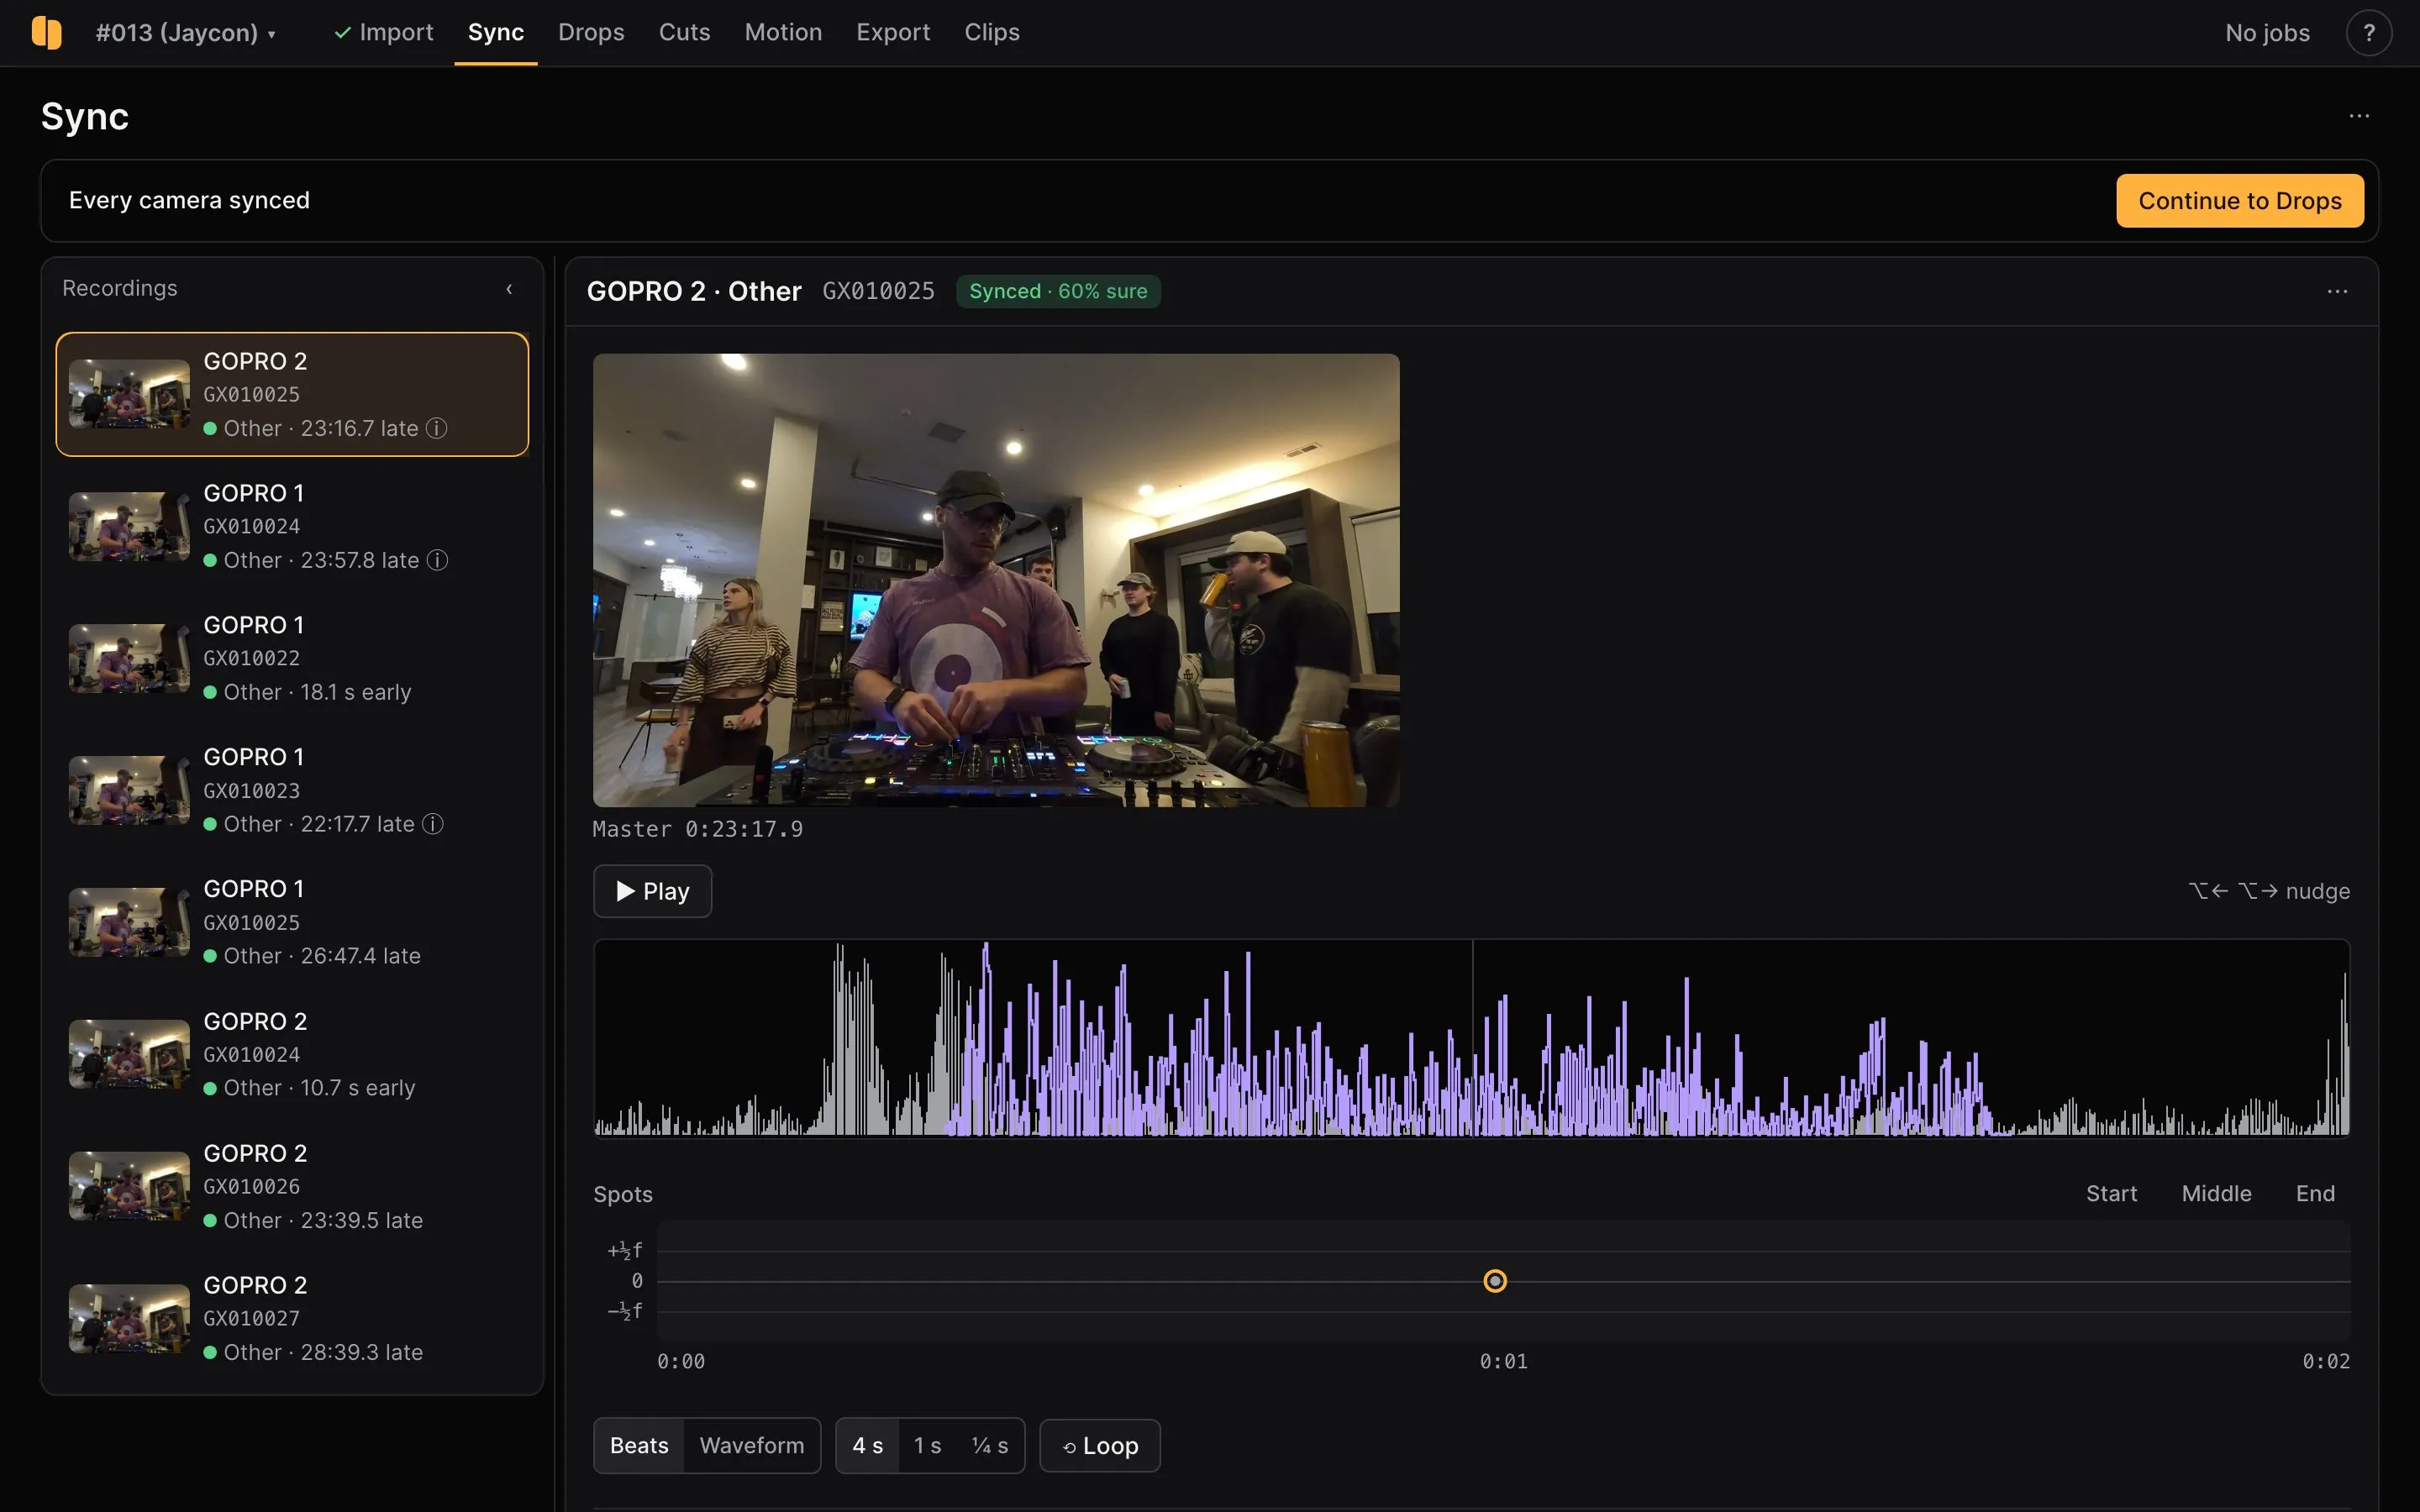 #013 (Jaycon) ▾ ✓ Import Sync Drops Cuts Motion Export Clips No jobs ?
Sync ⋯
Every camera synced Continue to Drops
Recordings ‹
GOPRO 2
GX010025
Other · 23:16.7 late ⓘ
GOPRO 1
GX010024
Other · 23:57.8 late ⓘ
GOPRO 1
GX010022
Other · 18.1 s early
GOPRO 1
GX010023
Other · 22:17.7 late ⓘ
GOPRO 1
GX010025
Other · 26:47.4 late
GOPRO 2
GX010024
Other · 10.7 s early
GOPRO 2
GX010026
Other · 23:39.5 late
GOPRO 2
GX010027
Other · 28:39.3 late
GOPRO 2 · Other GX010025 Synced · 60% sure ⋯
Master 0:23:17.9
▶ Play ⌥← ⌥→ nudge
Spots Start Middle End
+½f
0
−½f
0:00 0:01 0:02
Beats Waveform 4 s 1 s ¼ s ⟲ Loop